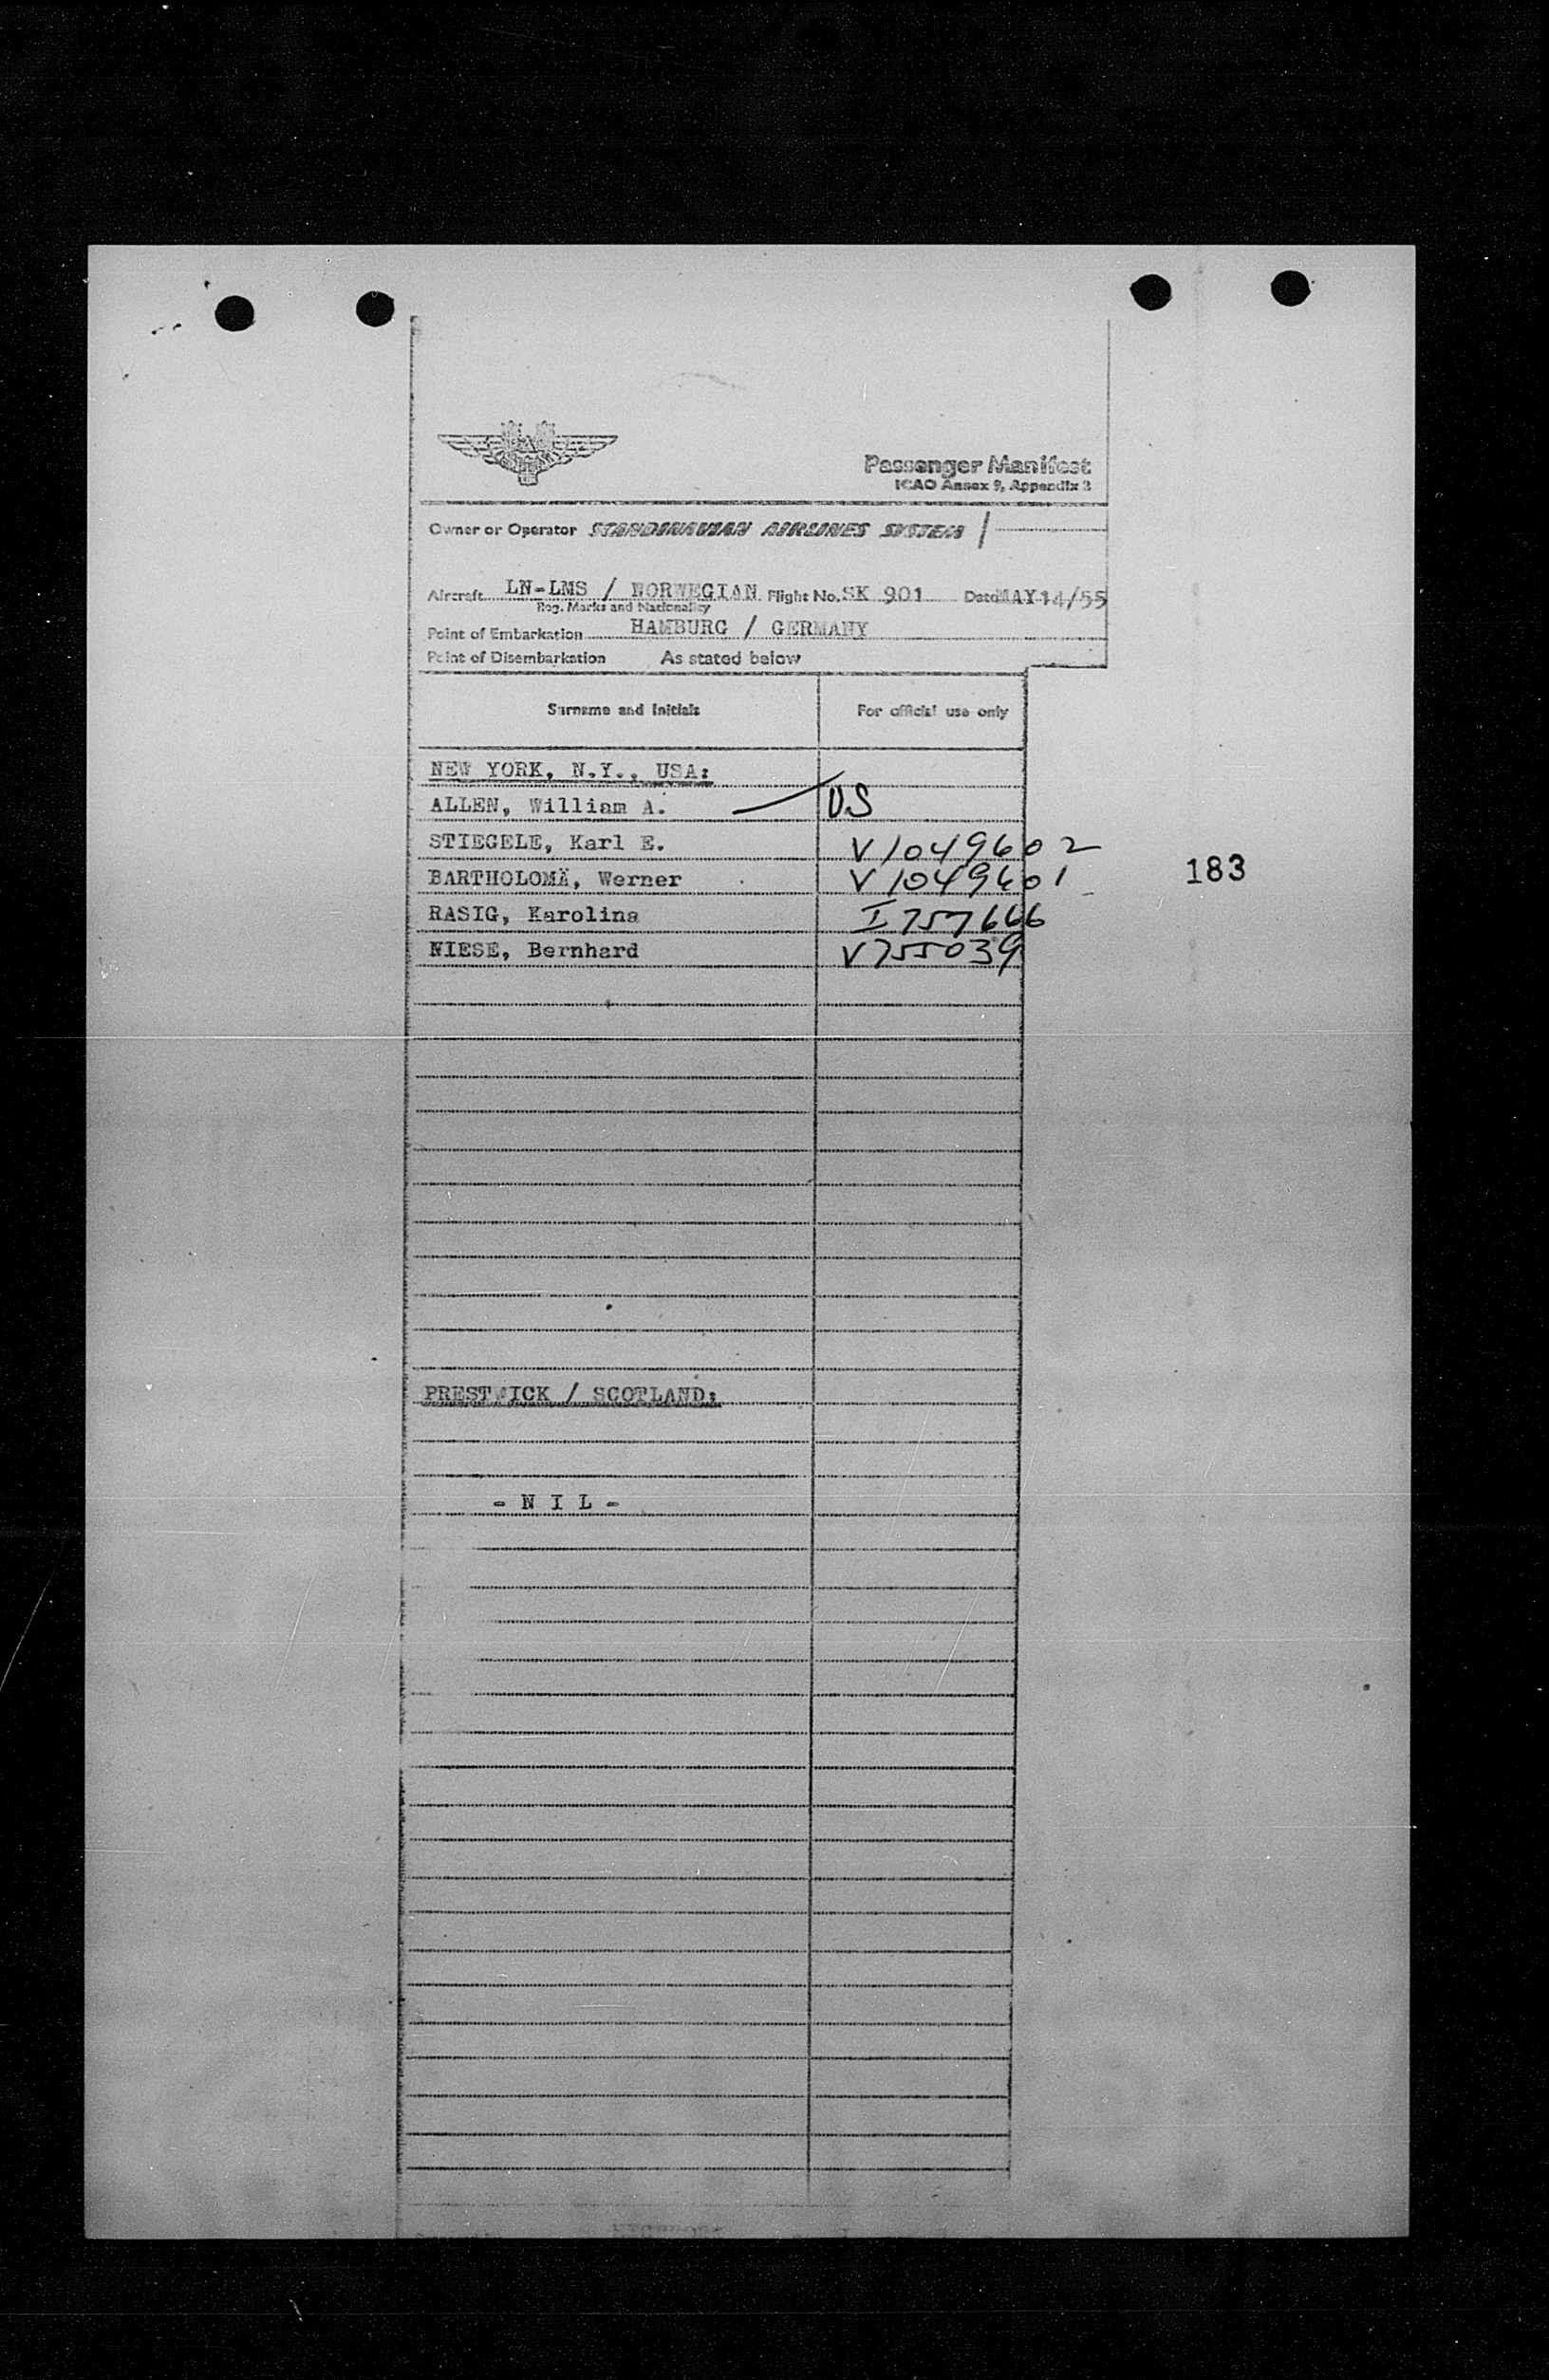 Passenger Manifest
ICAO Annex 9, Appendix 3
Owner or Operator SCANDINAVIAN AIRLINES SYSTEM /
Aircraft LN-LMS / NORWEGIAN Flight No. SK 901 Date MAY 14/55
Reg. Marks and Nationality
Point of Embarkation HAMBURG / GERMANY
Point of Disembarkation As stated below
Surname and Initials For official use only
NEW YORK, N.Y., USA:
ALLEN, William A. US
STIEGELE, Karl E. V1049602
BARTHOLOMÄ, Werner V1049601
183
RASIG, Karolina I757666
NIESE, Bernhard V755039
PRESTWICK / SCOTLAND:
- N I L -